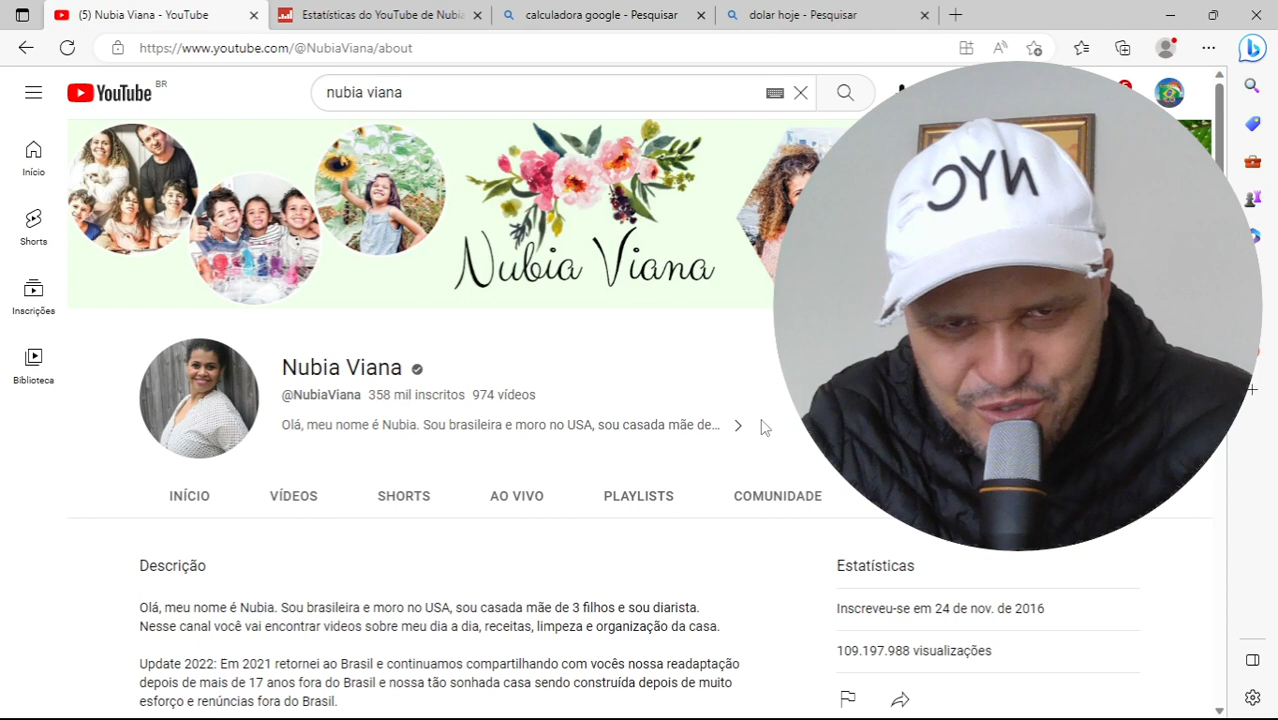 (5) Nubia Viana - YouTube
Estatísticas do YouTube de Nubia
calculadora google - Pesquisar
dolar hoje - Pesquisar
https://www.youtube.com/@NubiaViana/about
YouTube BR
nubia viana
NYC
Início
Shorts
Inscrições
Biblioteca
Nubia Viana
Nubia Viana
@NubiaViana 358 mil inscritos 974 vídeos
Olá, meu nome é Nubia. Sou brasileira e moro no USA, sou casada mãe de...
INÍCIO VÍDEOS SHORTS AO VIVO PLAYLISTS COMUNIDADE
Descrição
Olá, meu nome é Nubia. Sou brasileira e moro no USA, sou casada mãe de 3 filhos e sou diarista.
Nesse canal você vai encontrar videos sobre meu dia a dia, receitas, limpeza e organização da casa.
Update 2022: Em 2021 retornei ao Brasil e continuamos compartilhando com vocês nossa readaptação
depois de mais de 17 anos fora do Brasil e nossa tão sonhada casa sendo construída depois de muito
esforço e renúncias fora do Brasil.
Estatísticas
Inscreveu-se em 24 de nov. de 2016
109.197.988 visualizações